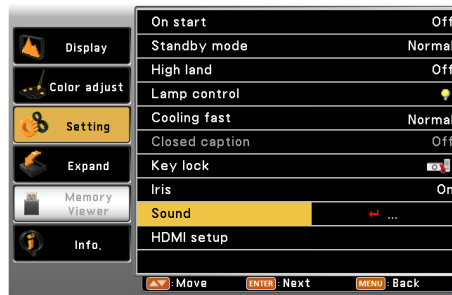 Display
Color adjust
Setting
Expand
Memory
Viewer
Info.
On start Off
Standby mode Normal
High land Off
Lamp control
Cooling fast Normal
Closed caption Off
Key lock
Iris On
Sound ...
HDMI setup
:Move ENTER :Next MENU :Back